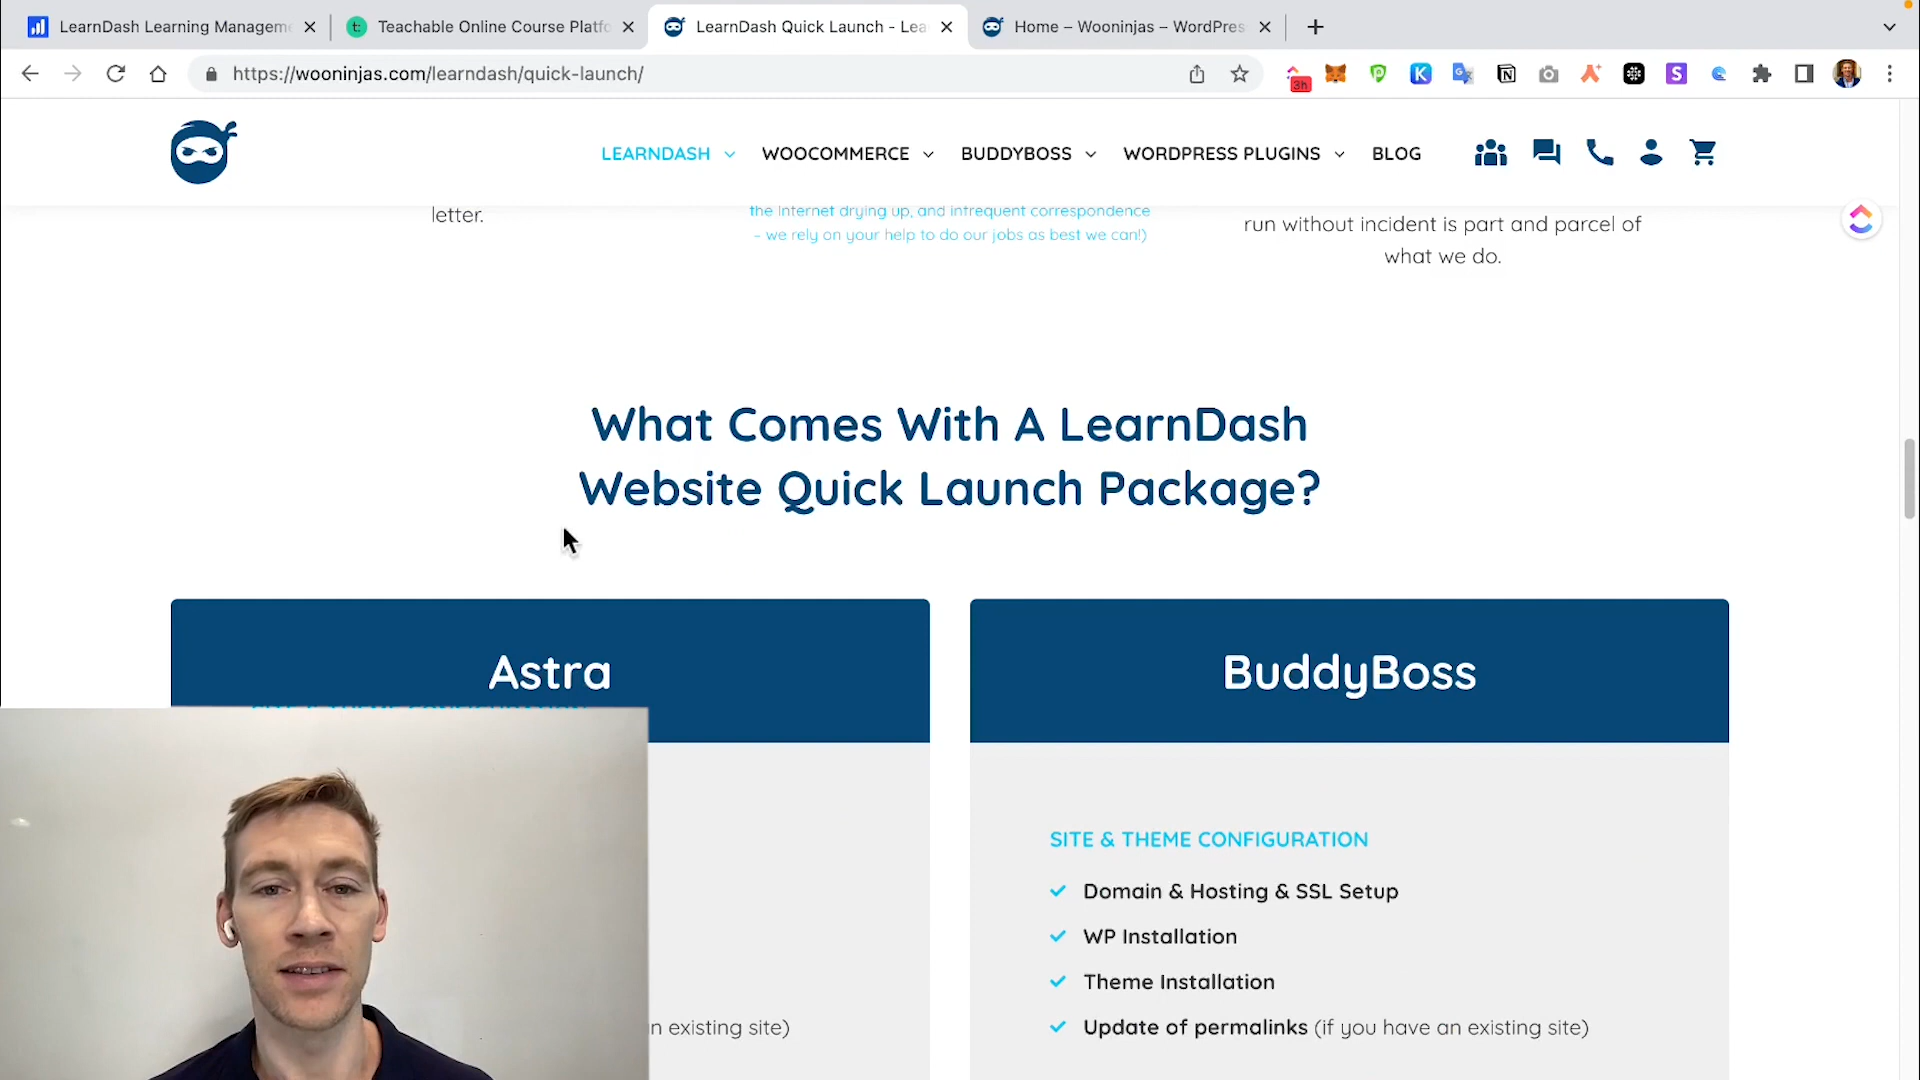 LearnDash Learning Managem
Teachable Online Course Platfo
LearnDash Quick Launch - Lea
Home – Wooninjas – WordPres
https://wooninjas.com/learndash/quick-launch/
3h
LEARNDASH
WOOCOMMERCE
BUDDYBOSS
WORDPRESS PLUGINS
BLOG
letter.
the Internet drying up, and infrequent correspondence
– we rely on your help to do our jobs as best we can!)
run without incident is part and parcel of
what we do.
What Comes With A LearnDash
Website Quick Launch Package?
Astra
n existing site)
BuddyBoss
SITE & THEME CONFIGURATION
Domain & Hosting & SSL Setup
WP Installation
Theme Installation
Update of permalinks (if you have an existing site)